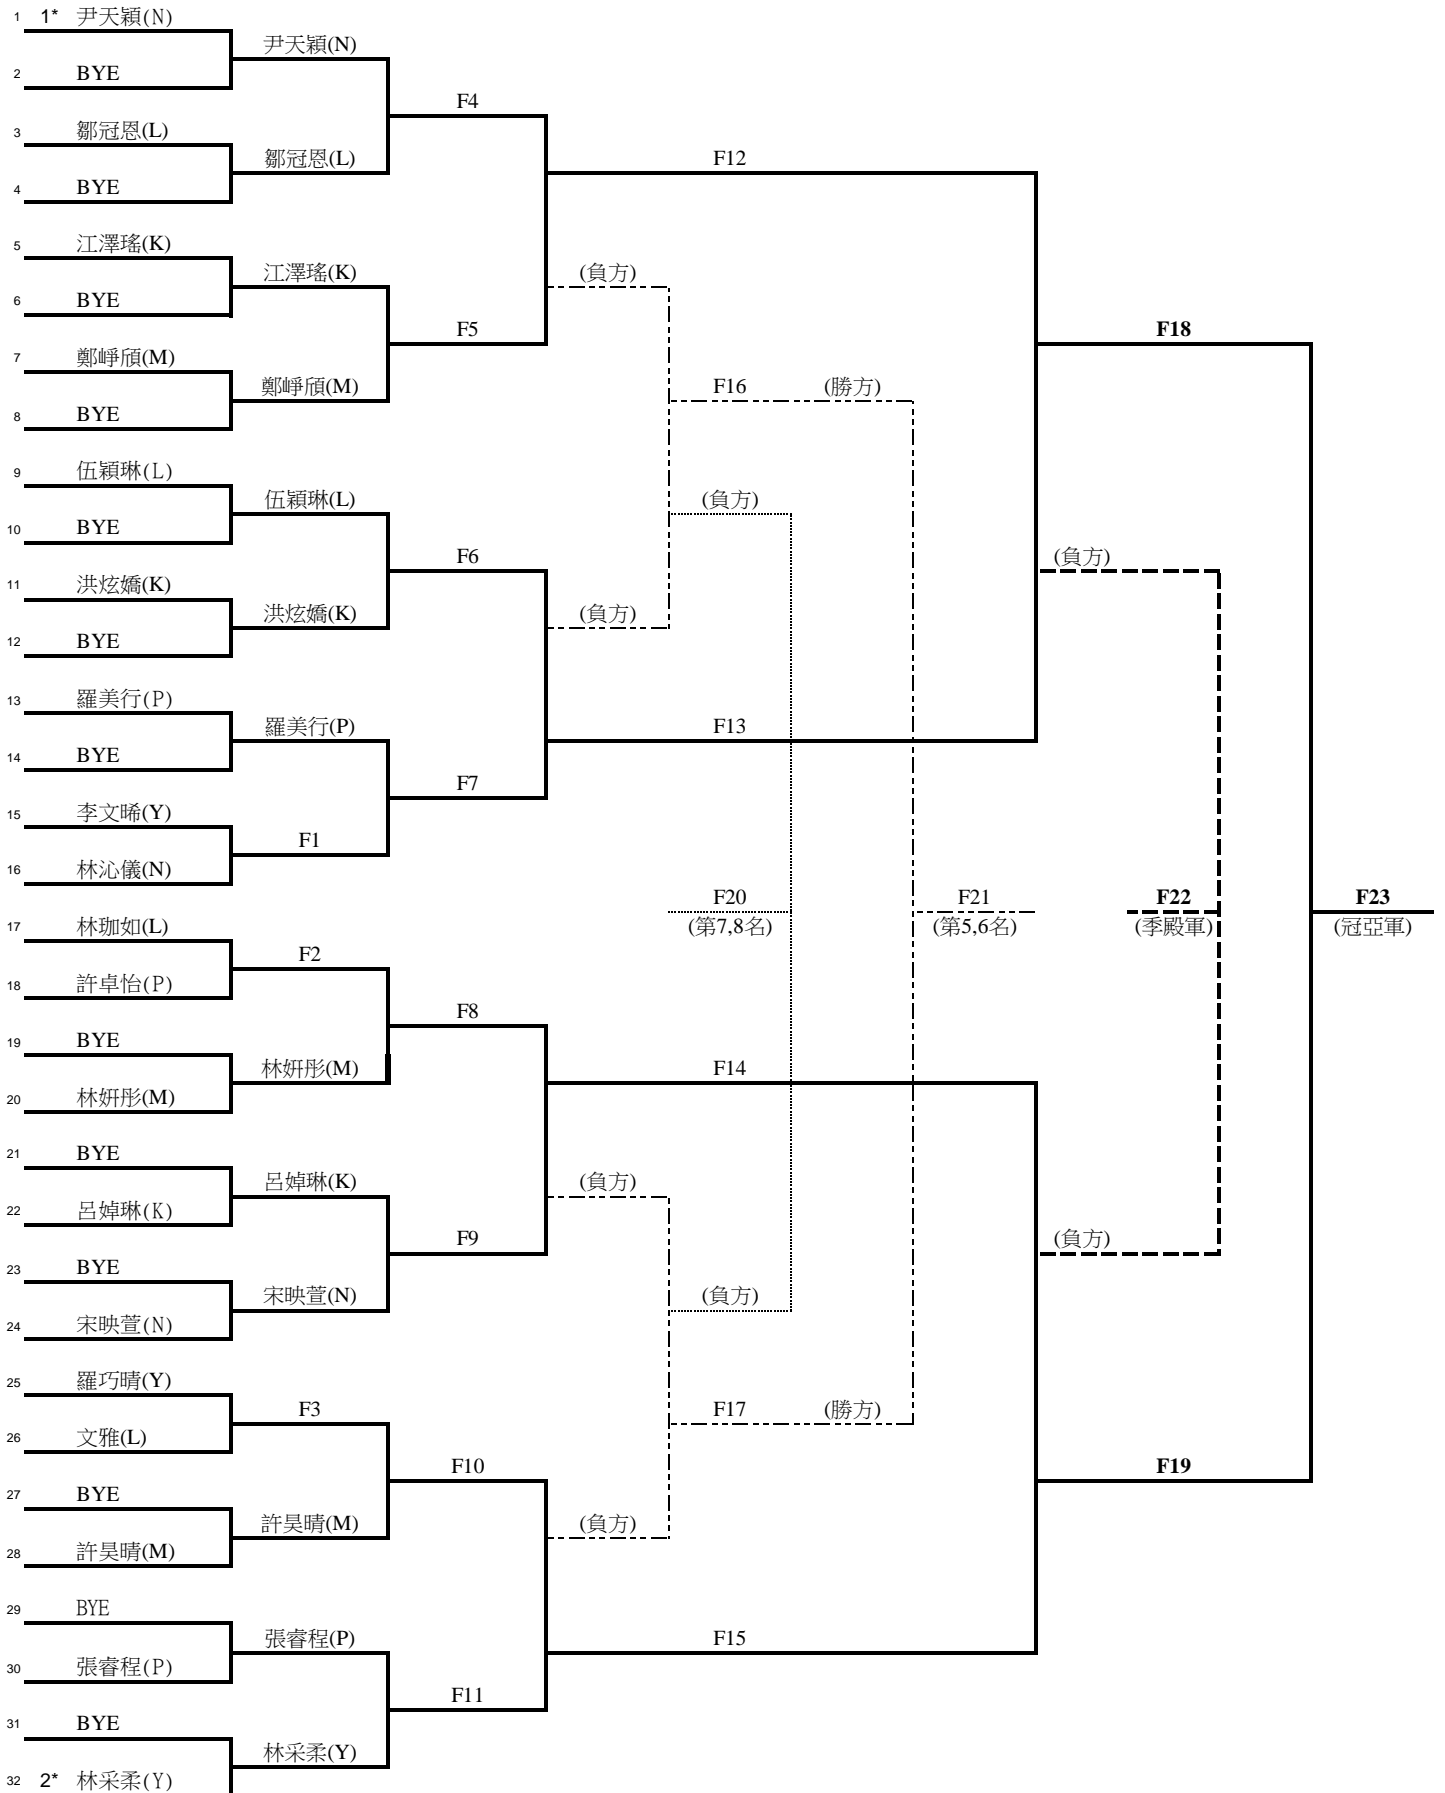 1 1* 尹天穎(N)
尹天穎(N)
2 BYE
F4
3 鄒冠恩(L)
鄒冠恩(L) F12
4 BYE
5 江澤瑤(K)
江澤瑤(K) (負方)
6 BYE
F5 F18
7 鄭崢頎(M)
鄭崢頎(M) F16 (勝方)
8 BYE
9 伍穎琳(L)
伍穎琳(L) (負方)
10 BYE
F6 (負方)
11 洪炫嬌(K)
洪炫嬌(K) (負方)
12 BYE
13 羅美行(P)
羅美行(P) F13
14 BYE
F7
15 李文晞(Y)
F1
16 林沁儀(N)
F20 F21 F22 F23
17 林珈如(L) (第7,8名) (第5,6名) (季殿軍) (冠亞軍)
F2
18 許卓怡(P)
F8
19 BYE
林妍彤(M) F14
20 林妍彤(M)
21 BYE
呂婥琳(K) (負方)
22 呂婥琳(K)
F9 (負方)
23 BYE
宋映萱(N) (負方)
24 宋映萱(N)
25 羅巧晴(Y)
F3 F17 (勝方)
26 文雅(L)
F10 F19
27 BYE
許昊晴(M) (負方)
28 許昊晴(M)
29 BYE
張睿程(P) F15
30 張睿程(P)
F11
31 BYE
林采柔(Y)
32 2* 林采柔(Y)